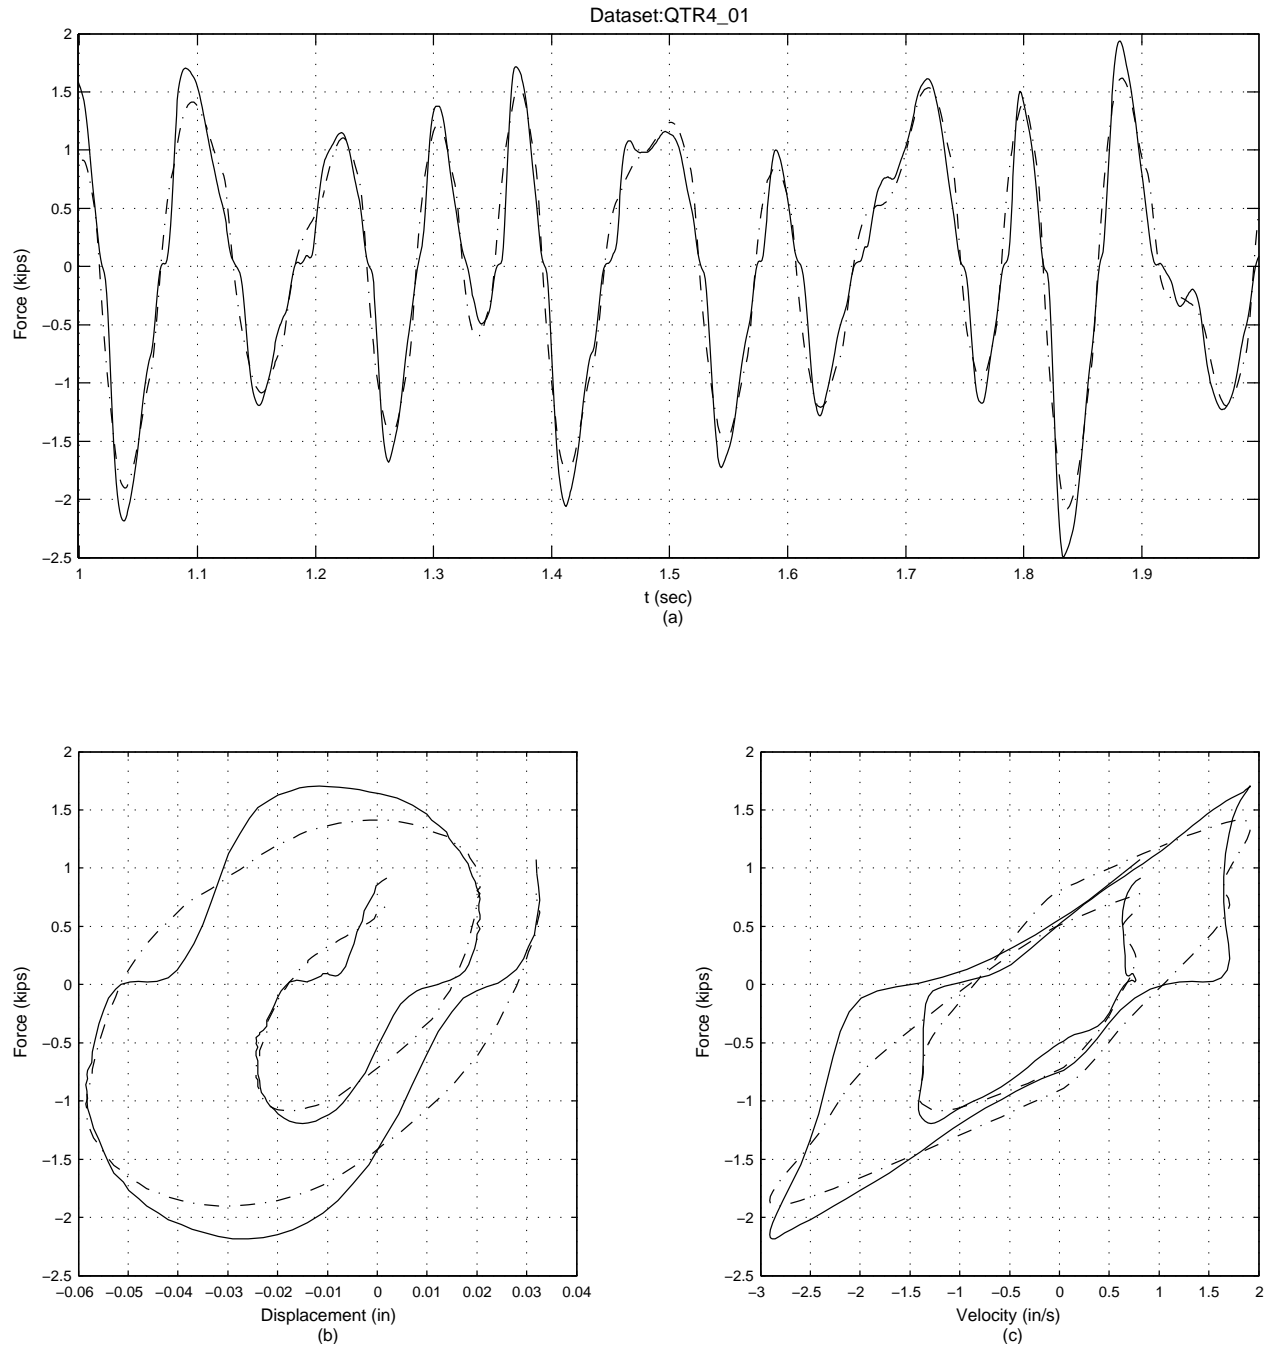 Dataset:QTR4_01
2
1.5
1
0.5
0
−0.5
−1
−1.5
−2
−2.5
Force (kips)
1 1.1 1.2 1.3 1.4 1.5 1.6 1.7 1.8 1.9
t (sec)
(a)
2
1.5
1
0.5
0
−0.5
−1
−1.5
−2
−2.5
Force (kips)
−0.06 −0.05 −0.04 −0.03 −0.02 −0.01 0 0.01 0.02 0.03 0.04
Displacement (in)
(b)
2
1.5
1
0.5
0
−0.5
−1
−1.5
−2
−2.5
Force (kips)
−3 −2.5 −2 −1.5 −1 −0.5 0 0.5 1 1.5 2
Velocity (in/s)
(c)